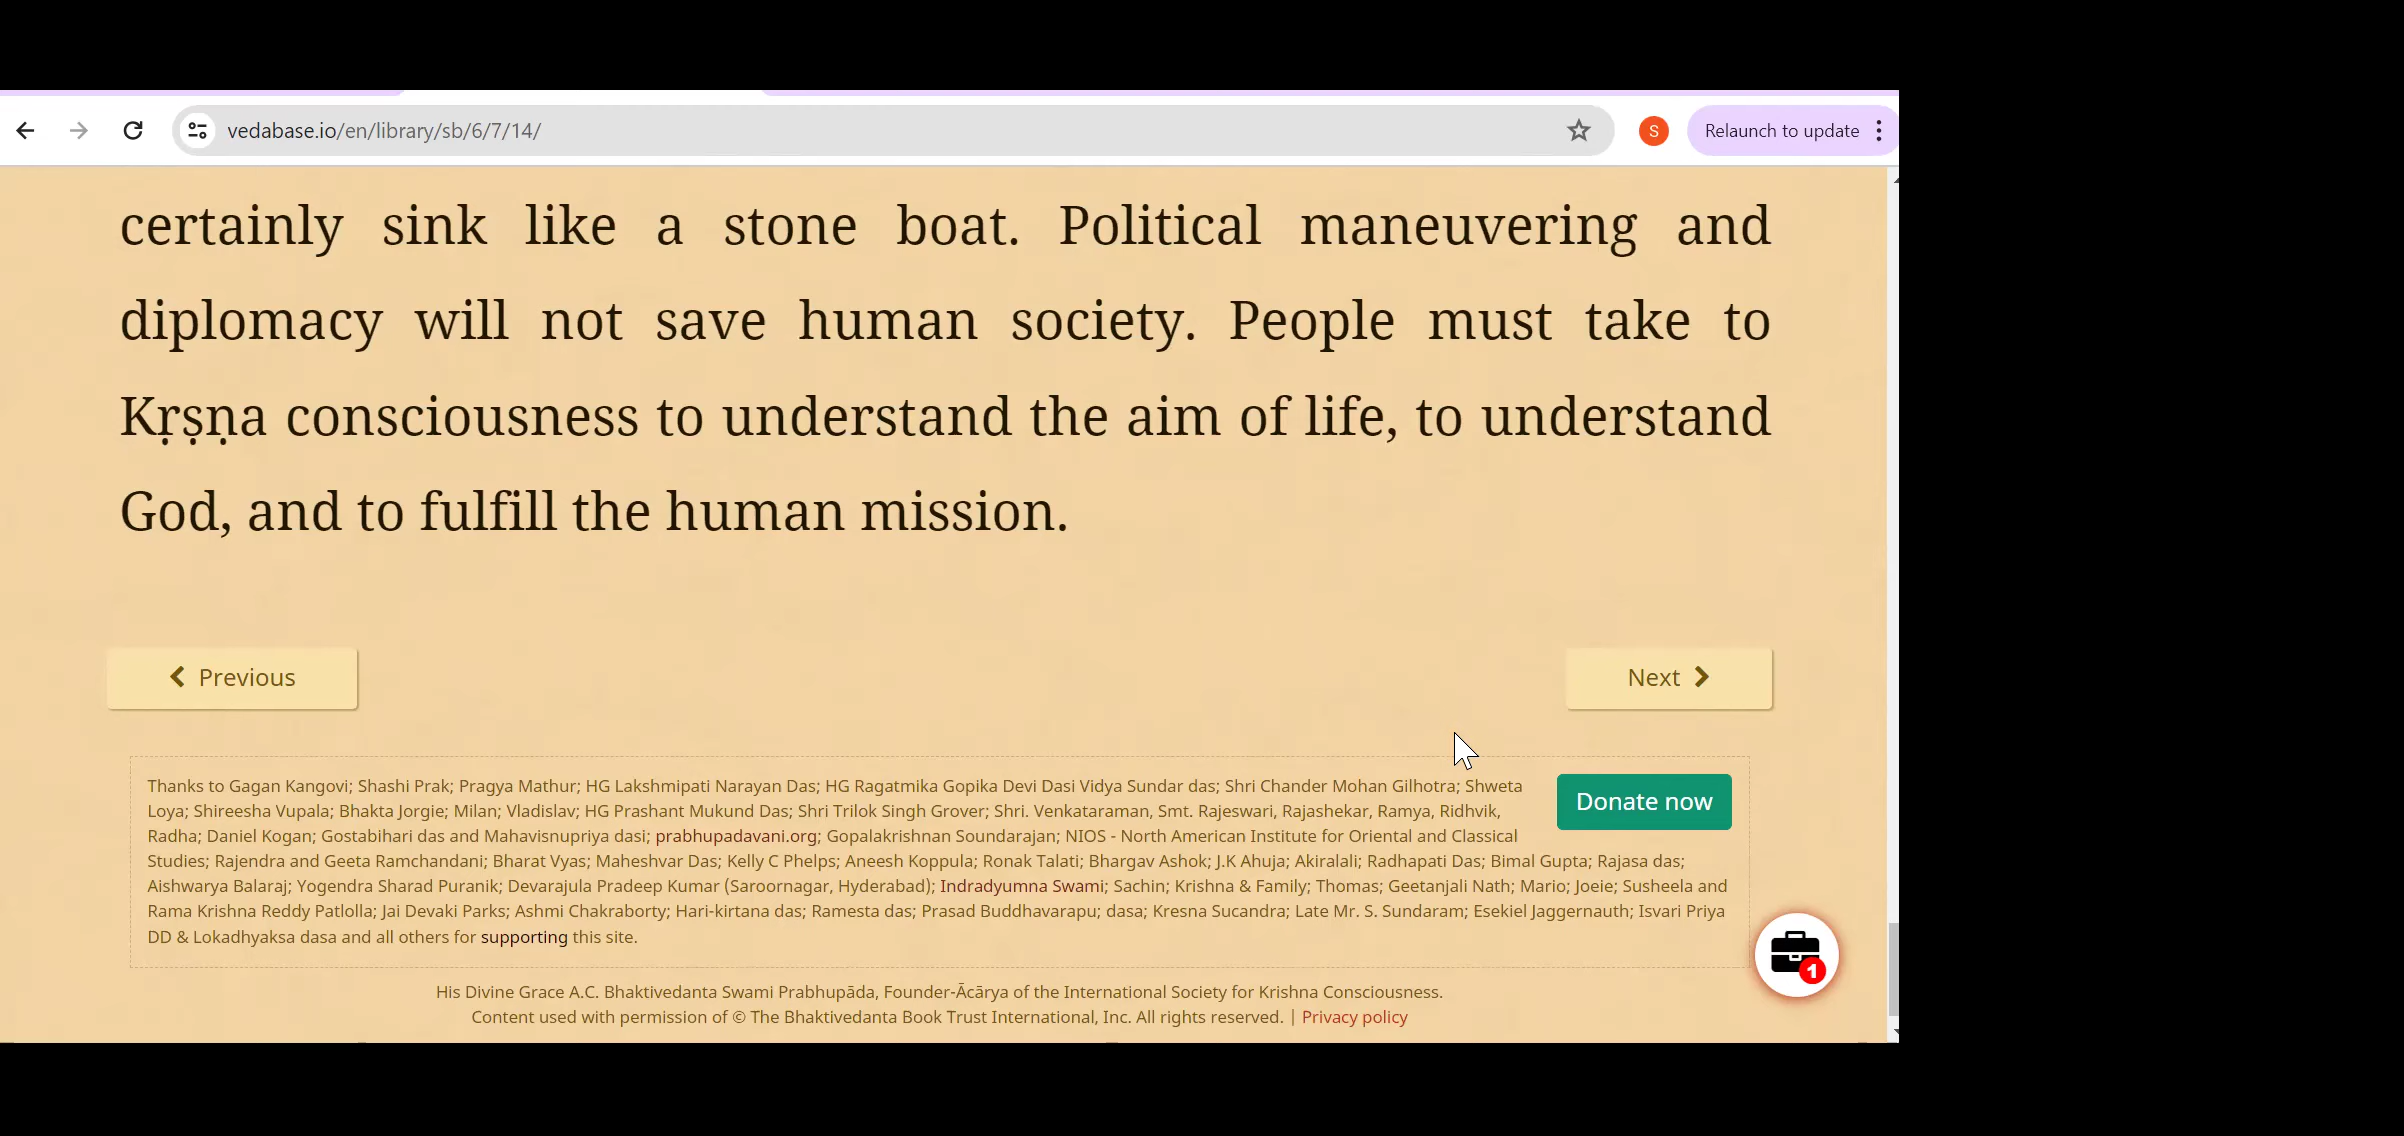 vedabase.io/en/library/sb/6/7/14/
S
Relaunch to update
certainly sink like a stone boat. Political maneuvering and
diplomacy will not save human society. People must take to
Kṛṣṇa consciousness to understand the aim of life, to understand
God, and to fulfill the human mission.
Previous
Next
Thanks to Gagan Kangovi; Shashi Prak; Pragya Mathur; HG Lakshmipati Narayan Das; HG Ragatmika Gopika Devi Dasi Vidya Sundar das; Shri Chander Mohan Gilhotra; Shweta
Loya; Shireesha Vupala; Bhakta Jorgie; Milan; Vladislav; HG Prashant Mukund Das; Shri Trilok Singh Grover; Shri. Venkataraman, Smt. Rajeswari, Rajashekar, Ramya, Ridhvik,
Donate now
Radha; Daniel Kogan; Gostabihari das and Mahavisnupriya dasi; prabhupadavani.org; Gopalakrishnan Soundarajan; NIOS - North American Institute for Oriental and Classical
Studies; Rajendra and Geeta Ramchandani; Bharat Vyas; Maheshvar Das; Kelly C Phelps; Aneesh Koppula; Ronak Talati; Bhargav Ashok; J.K Ahuja; Akiralali; Radhapati Das; Bimal Gupta; Rajasa das;
Aishwarya Balaraj; Yogendra Sharad Puranik; Devarajula Pradeep Kumar (Saroornagar, Hyderabad); Indradyumna Swami; Sachin; Krishna & Family; Thomas; Geetanjali Nath; Mario; Joeie; Susheela and
Rama Krishna Reddy Patlolla; Jai Devaki Parks; Ashmi Chakraborty; Hari-kirtana das; Ramesta das; Prasad Buddhavarapu; dasa; Kresna Sucandra; Late Mr. S. Sundaram; Esekiel Jaggernauth; Isvari Priya
DD & Lokadhyaksa dasa and all others for supporting this site.
1
His Divine Grace A.C. Bhaktivedanta Swami Prabhupāda, Founder-Ācārya of the International Society for Krishna Consciousness.
Content used with permission of © The Bhaktivedanta Book Trust International, Inc. All rights reserved. | Privacy policy